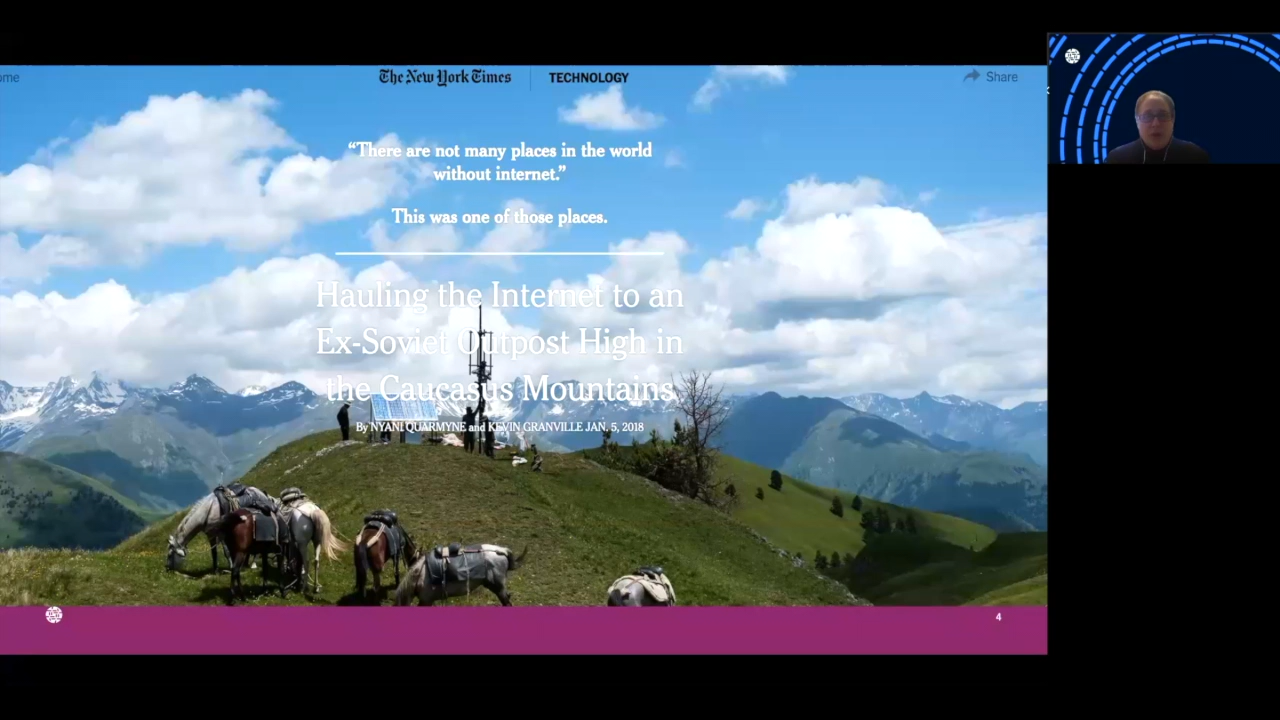 ome
The New York Times
TECHNOLOGY
Share
“There are not many places in the world
without internet.”
This was one of those places.
Hauling the Internet to an
Ex-Soviet Outpost High in
the Caucasus Mountains
By NYANI QUARMYNE and KEVIN GRANVILLE JAN. 5, 2018
4